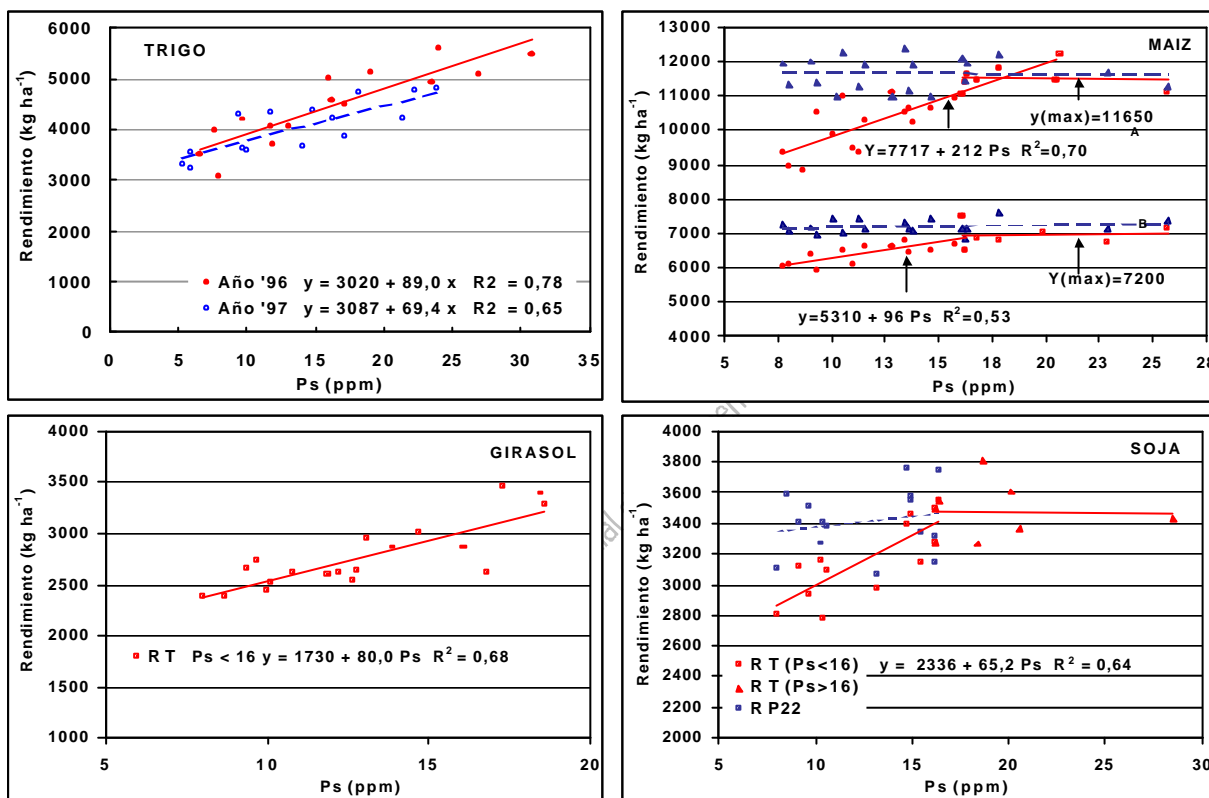 TRIGO
Rendimiento (kg ha-1)
6000
5000
4000
3000
2000
1000
0
Año '96 y = 3020 + 89,0 x R2 = 0,78
Año '97 y = 3087 + 69,4 x R2 = 0,65
0 5 10 15 20 25 30 35
Ps (ppm)
MAIZ
Rendimiento (kg ha-1)
13000
12000
11000
10000
9000
8000
7000
6000
5000
4000
y(max)=11650
A
Y=7717 + 212 Ps R2=0,70
B
Y(max)=7200
y=5310 + 96 Ps R2=0,53
5 8 10 13 15 18 20 23 25 28
Ps (ppm)
GIRASOL
Rendimiento (kg ha-1)
4000
3500
3000
2500
2000
1500
1000
R T Ps < 16 y = 1730 + 80,0 Ps R2 = 0,68
5 10 15 20
Ps (ppm)
SOJA
Rendimiento (kg ha-1)
4000
3800
3600
3400
3200
3000
2800
2600
2400
2200
2000
R T (Ps<16) y = 2336 + 65,2 Ps R2 = 0,64
R T (Ps>16)
R P22
5 10 15 20 25 30
Ps (ppm)